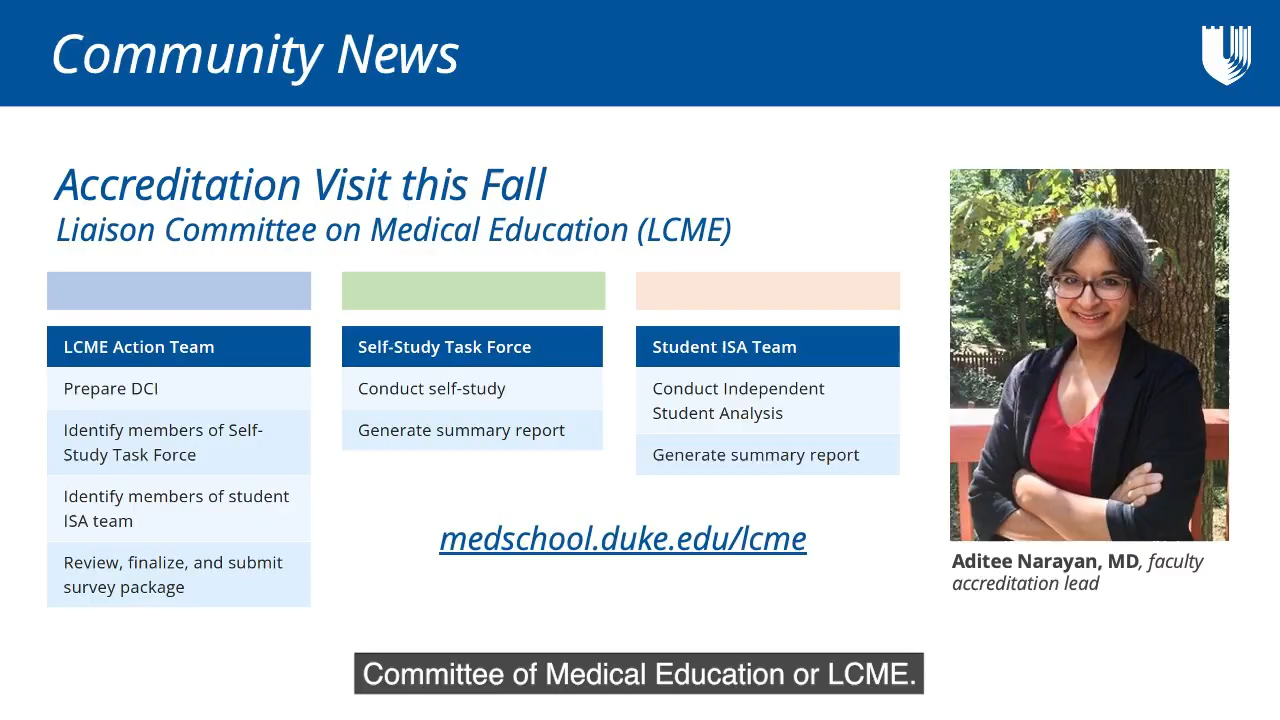 Community News
Accreditation Visit this Fall
Liaison Committee on Medical Education (LCME)
LCME Action Team
Prepare DCI
Identify members of Self-
Study Task Force
Identify members of student
ISA team
Review, finalize, and submit
survey package
Self-Study Task Force
Conduct self-study
Generate summary report
Student ISA Team
Conduct Independent
Student Analysis
Generate summary report
medschool.duke.edu/lcme
Aditee Narayan, MD, faculty
accreditation lead
Committee of Medical Education or LCME.